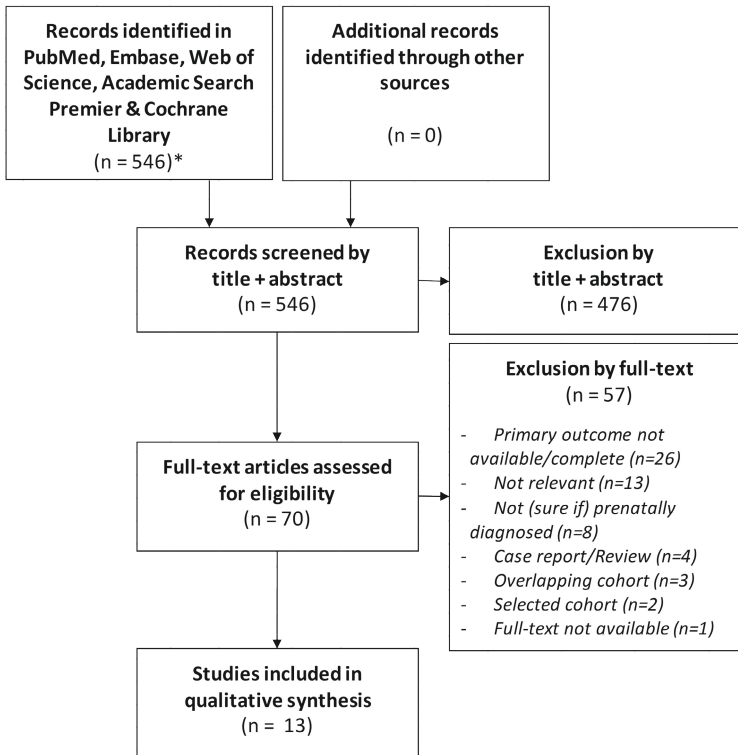 Records identified in
PubMed, Embase, Web of
Science, Academic Search
Premier & Cochrane
Library
(n = 546)*
Additional records
identified through other
sources
(n = 0)
Records screened by
title + abstract
(n = 546)
Exclusion by
title + abstract
(n = 476)
Exclusion by full-text
(n = 57)
- Primary outcome not
available/complete (n=26)
- Not relevant (n=13)
- Not (sure if) prenatally
diagnosed (n=8)
- Case report/Review (n=4)
- Overlapping cohort (n=3)
- Selected cohort (n=2)
- Full-text not available (n=1)
Full-text articles assessed
for eligibility
(n = 70)
Studies included in
qualitative synthesis
(n = 13)